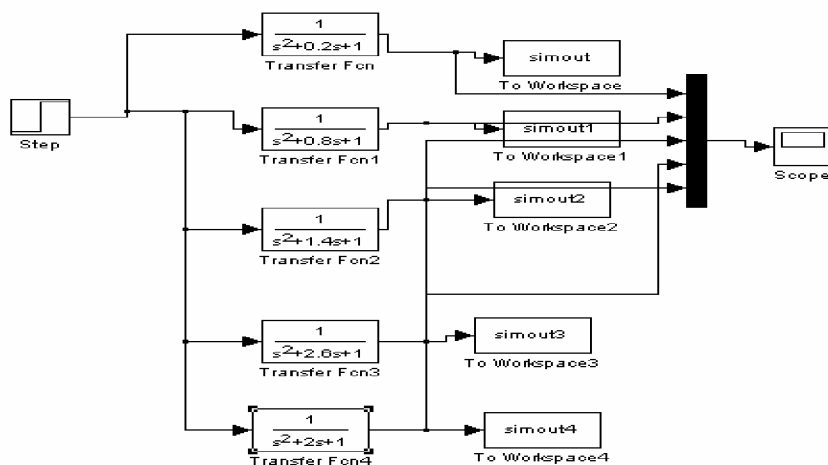 1
s²+0.2s+1
Transfer Fcn
simout
To Workspace
Step
1
s²+0.8s+1
Transfer Fcn1
simout1
To Workspace1
Scope
1
s²+1.4s+1
Transfer Fcn2
simout2
To Workspace2
1
s²+2.6s+1
Transfer Fcn3
simout3
To Workspace3
1
s²+2s+1
Transfer Fcn4
simout4
To Workspace4